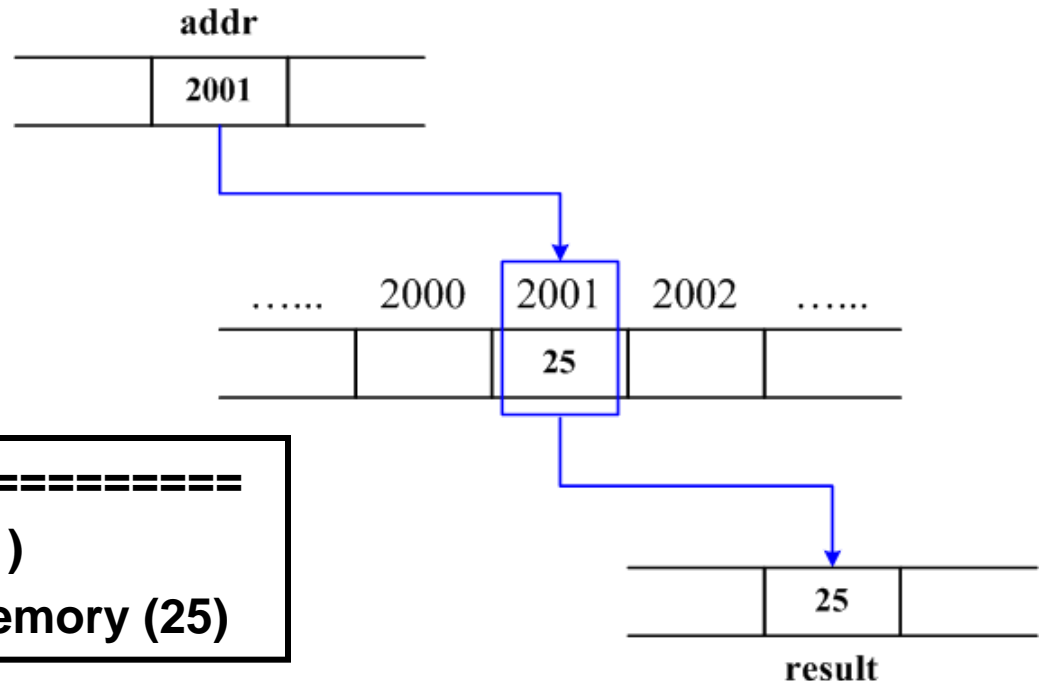 addr
2001
…... 2000 2001 2002 …...
25
=========
)
emory (25)
25
result